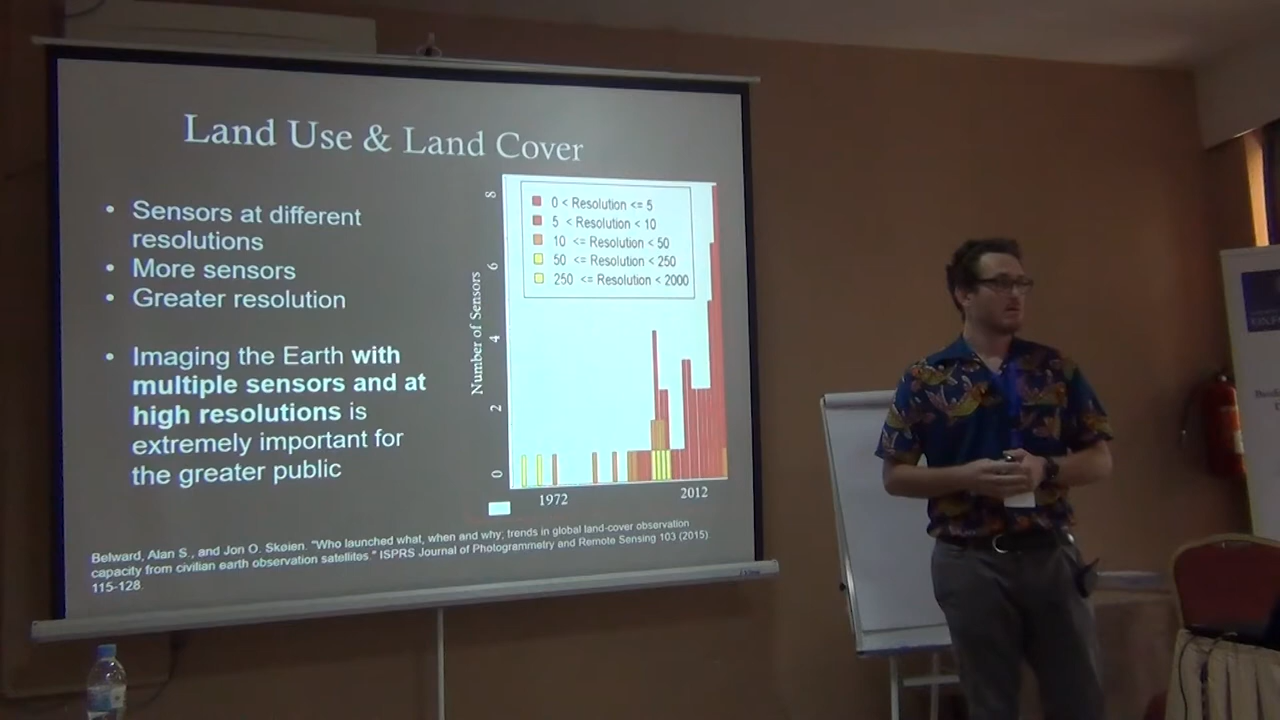 Land Use & Land Cover
• Sensors at different
resolutions
• More sensors
• Greater resolution
• Imaging the Earth with
multiple sensors and at
high resolutions is
extremely important for
the greater public
0 < Resolution <= 5
5 < Resolution < 10
10 <= Resolution < 50
50 <= Resolution < 250
250 <= Resolution < 2000
Number of Sensors
8
6
4
2
0
1972
2012
Belward, Alan S., and Jon O. Skøien. "Who launched what, when and why; trends in global land-cover observation
capacity from civilian earth observation satellites." ISPRS Journal of Photogrammetry and Remote Sensing 103 (2015)
115-128.